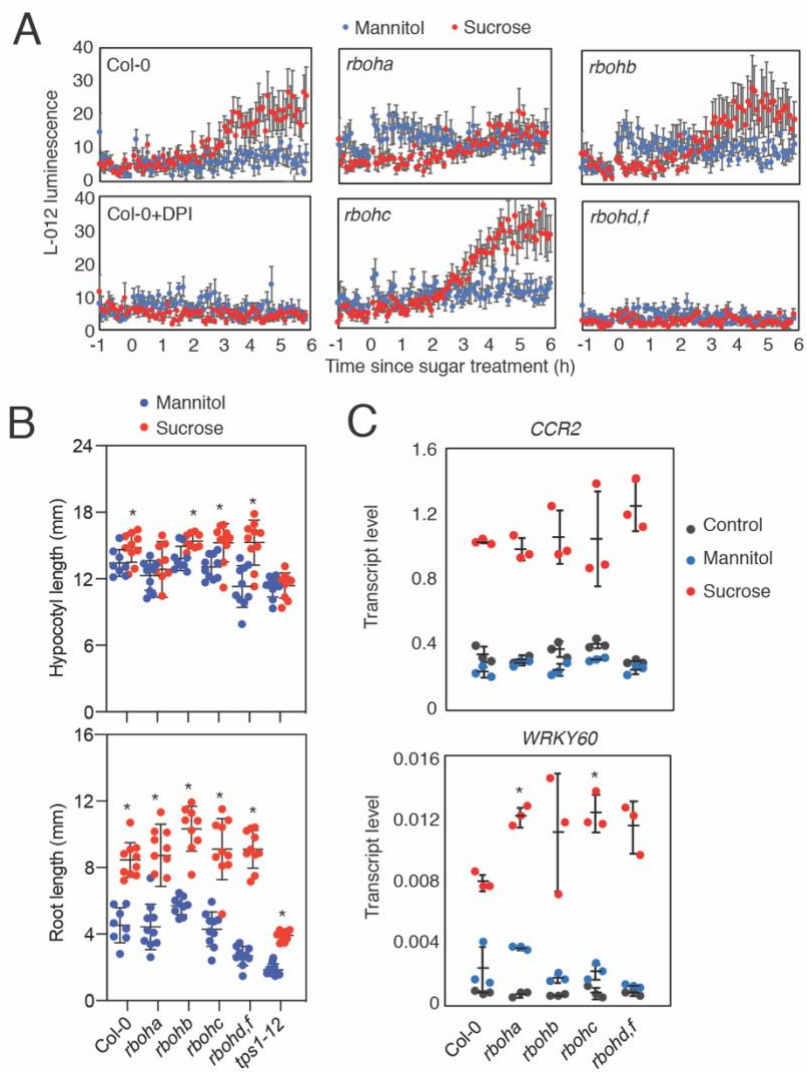 A
Mannitol Sucrose
Col-0 rboha rbohb
40
30
20
10
0
L-012 luminescence
Col-0+DPI rbohc rbohd,f
40
30
20
10
0
-1 0 1 2 3 4 5 6 -1 0 1 2 3 4 5 6 -1 0 1 2 3 4 5 6
Time since sugar treatment (h)
B
Mannitol
Sucrose
24
18
12
6
0
Hypocotyl length (mm)
* * * *
16
12
8
4
0
Root length (mm)
* * * * * *
Col-0 rboha rbohb rbohc rbohd,f tps1-12
C
CCR2
1.6
1.2
0.8
0.4
0
Transcript level
Control
Mannitol
Sucrose
WRKY60
0.016
0.012
0.008
0.004
0
Transcript level
* *
Col-0 rboha rbohb rbohc rbohd,f